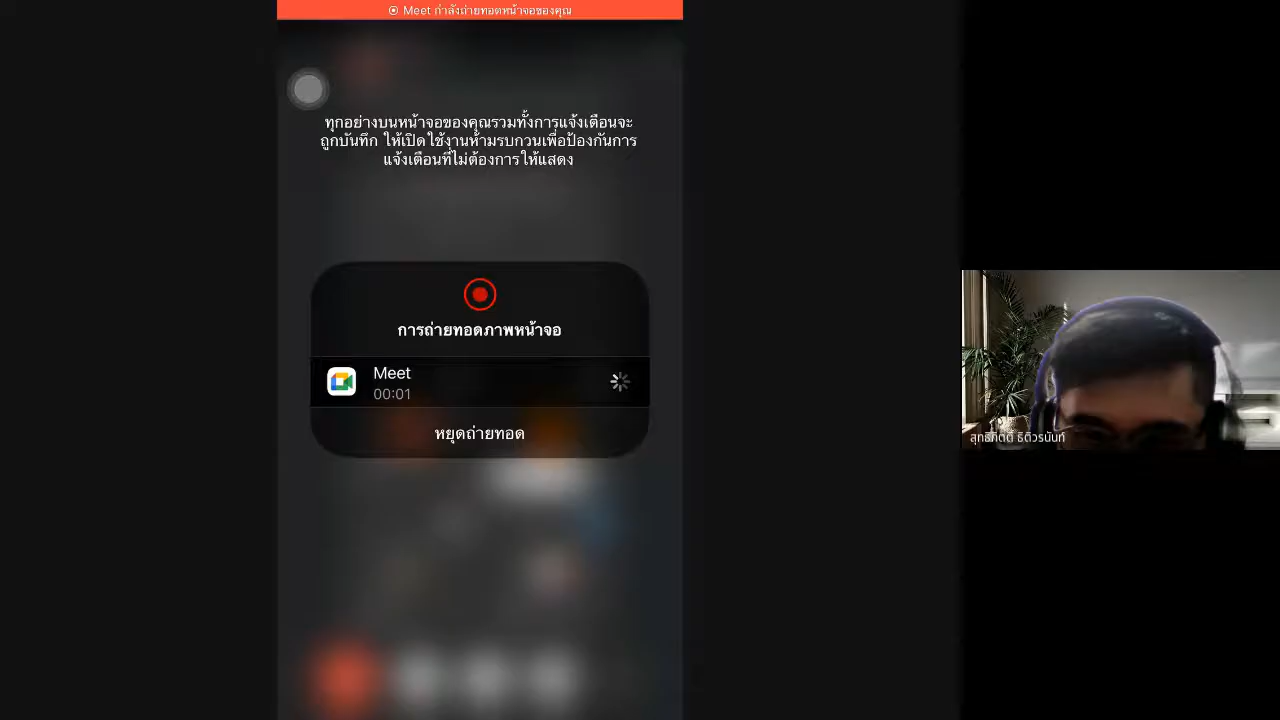 Meet กำลังถ่ายทอดหน้าจอของคุณ
ทุกอย่างบนหน้าจอของคุณรวมทั้งการแจ้งเตือนจะ
ถูกบันทึก ให้เปิดใช้งานห้ามรบกวนเพื่อป้องกันการ
แจ้งเตือนที่ไม่ต้องการให้แสดง
การถ่ายทอดภาพหน้าจอ
Meet
00:01
หยุดถ่ายทอด
สุทธิกิตติ์ ธิติวรนันท์